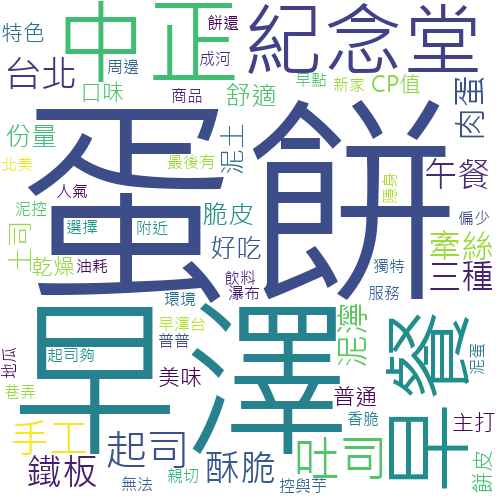 餅還
特色
中正
紀念堂
成河
周邊
台北
口味
商品
舒適
早點
新家
CP值
肉蛋
份量
蛋餅
泥土
北美
最後有
隱身
午餐
人氣
脆皮
泥控
選擇
附近
偏少
牽絲
土司
乾燥
油耗
好吃
飲料
獨特
三種
瀑布
環境
服務
早澤
早餐
早澤台
泥濘
地瓜
起司夠
普普
泥蛋
美味
巷弄
普通
手工
起司
香脆
主打
鐵板
酥脆
吐司
餅皮
親切
無法
控與芋